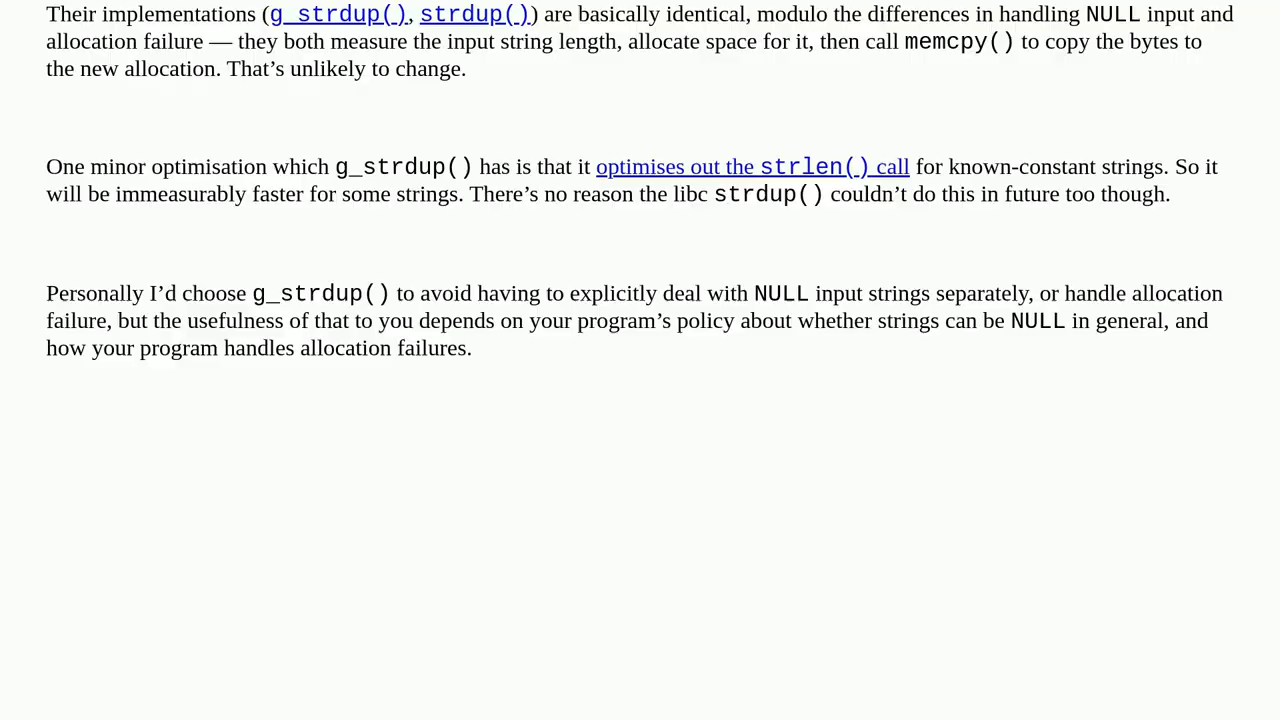 Their implementations (g_strdup(), strdup()) are basically identical, modulo the differences in handling NULL input and
allocation failure — they both measure the input string length, allocate space for it, then call memcpy() to copy the bytes to
the new allocation. That’s unlikely to change.
One minor optimisation which g_strdup() has is that it optimises out the strlen() call for known-constant strings. So it
will be immeasurably faster for some strings. There’s no reason the libc strdup() couldn’t do this in future too though.
Personally I’d choose g_strdup() to avoid having to explicitly deal with NULL input strings separately, or handle allocation
failure, but the usefulness of that to you depends on your program’s policy about whether strings can be NULL in general, and
how your program handles allocation failures.